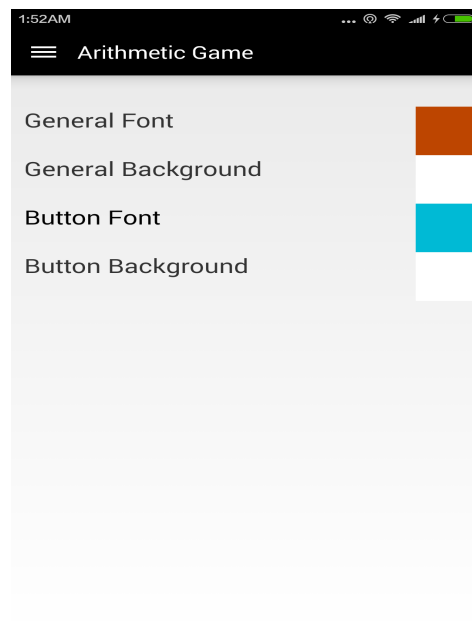 1:52AM
Arithmetic Game
General Font
General Background
Button Font
Button Background